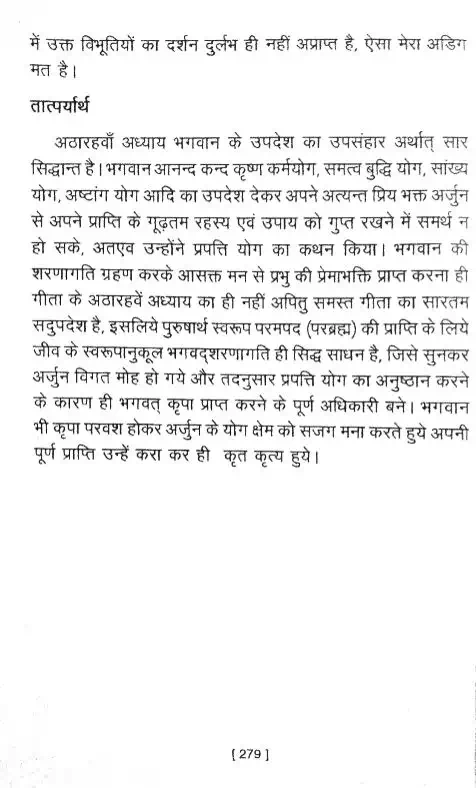 में उक्त विभूतियों का दर्शन दुर्लभ ही नहीं अप्राप्त है, ऐसा मेरा अडिग
मत है।
तात्पर्यार्थ
अठारहवाँ अध्याय भगवान के उपदेश का उपसंहार अर्थात् सार
सिद्धान्त है। भगवान आनन्द कन्द कृष्ण कर्मयोग, समत्व बुद्धि योग, सांख्य
योग, अष्टांग योग आदि का उपदेश देकर अपने अत्यन्त प्रिय भक्त अर्जुन
से अपने प्राप्ति के गूढ़तम रहस्य एवं उपाय को गुप्त रखने में समर्थ न
हो सके, अतएव उन्होंने प्रपत्ति योग का कथन किया। भगवान की
शरणागति ग्रहण करके आसक्त मन से प्रभु की प्रेमाभक्ति प्राप्त करना ही
गीता के अठारहवें अध्याय का ही नहीं अपितु समस्त गीता का सारतम
सदुपदेश है, इसलिये पुरुषार्थ स्वरूप परमपद (परब्रह्म) की प्राप्ति के लिये
जीव के स्वरूपानुकूल भगवद्शरणागति ही सिद्ध साधन है, जिसे सुनकर
अर्जुन विगत मोह हो गये और तदनुसार प्रपत्ति योग का अनुष्ठान करने
के कारण ही भगवत् कृपा प्राप्त करने के पूर्ण अधिकारी बने। भगवान
भी कृपा परवश होकर अर्जुन के योग क्षेम को सजग मना करते हुये अपनी
पूर्ण प्राप्ति उन्हें करा कर ही कृत कृत्य हुये।
[ 279 ]